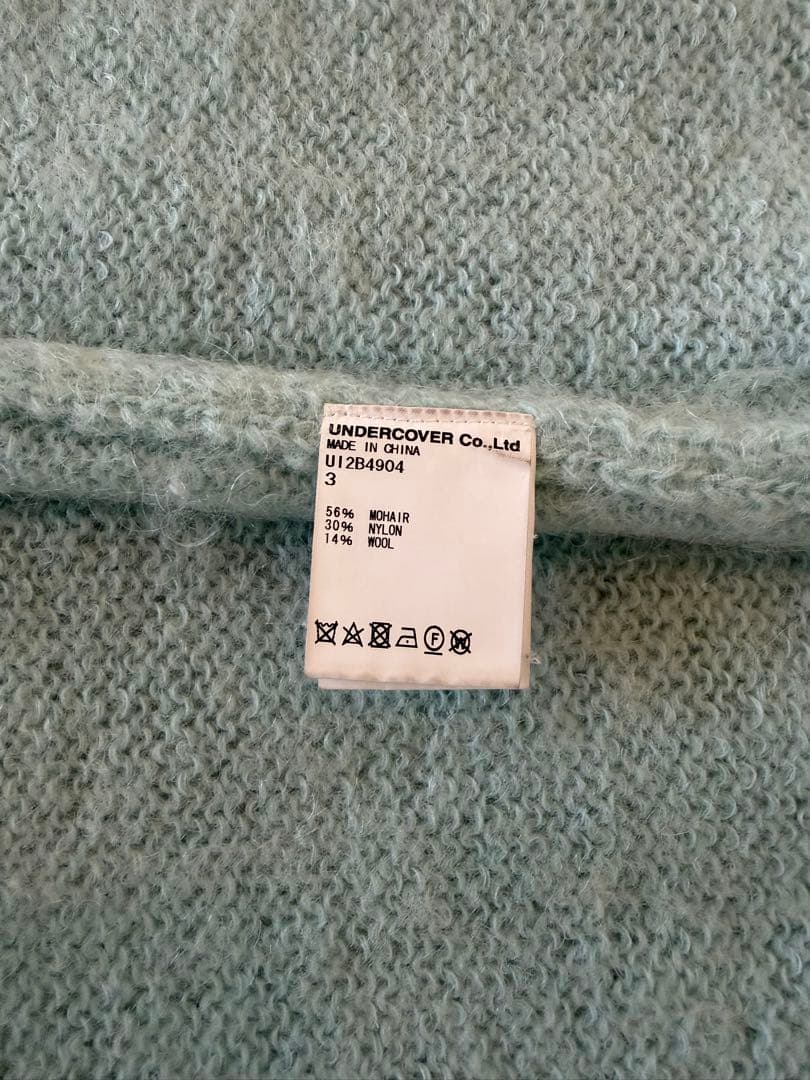 UNDERCOVER Co.,Ltd
MADE IN CHINA
UI2B4904
3
56% MOHAIR
30% NYLON
14% WOOL
F W